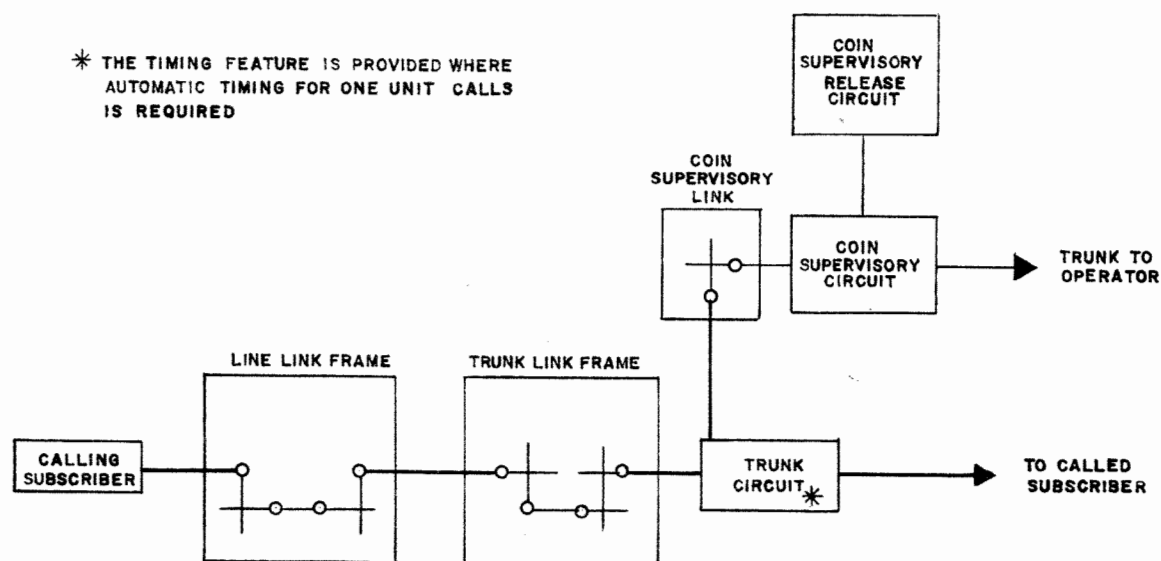 * THE TIMING FEATURE IS PROVIDED WHERE
AUTOMATIC TIMING FOR ONE UNIT CALLS
IS REQUIRED
COIN
SUPERVISORY
RELEASE
CIRCUIT
COIN
SUPERVISORY
LINK
COIN
SUPERVISORY
CIRCUIT
TRUNK TO
OPERATOR
LINE LINK FRAME
TRUNK LINK FRAME
CALLING
SUBSCRIBER
TRUNK
CIRCUIT*
TO CALLED
SUBSCRIBER